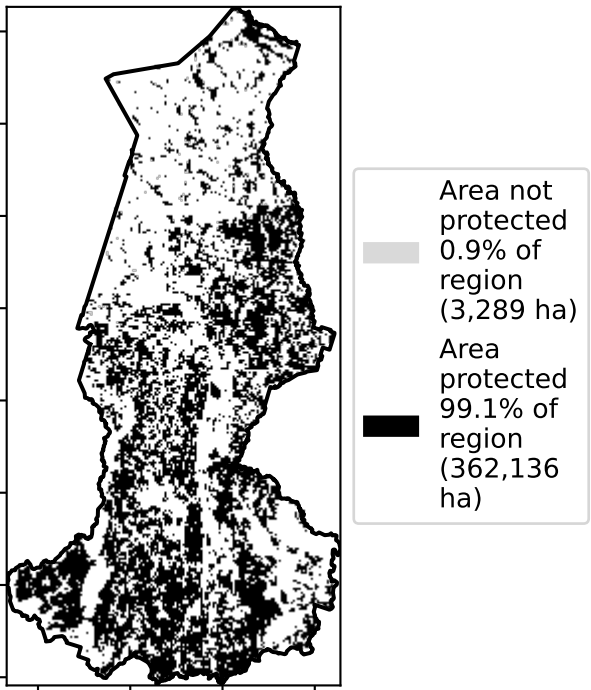 Area not
protected
0.9% of
region
(3,289 ha)
Area
protected
99.1% of
region
(362,136
ha)